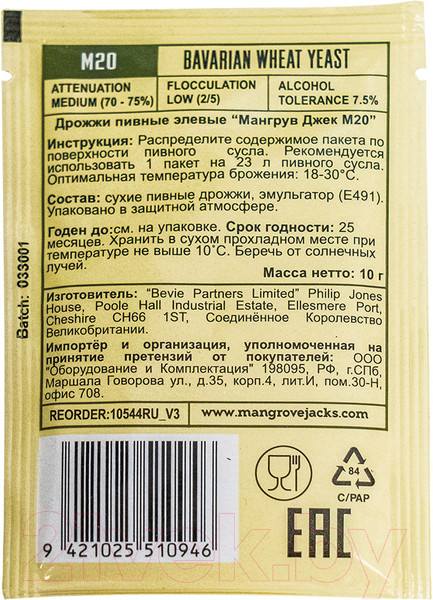 M20 BAVARIAN WHEAT YEAST
ATTENUATION FLOCCULATION ALCOHOL
MEDIUM (70 - 75%) LOW (2/5) TOLERANCE 7.5%
Дрожжи пивные элевые “Мангрув Джек М20”
Инструкция: Распределите содержимое пакета по
поверхности пивного сусла. Рекомендуется
использовать 1 пакет на 23 л пивного сусла.
Оптимальная температура брожения: 18-30°С.
Состав: сухие пивные дрожжи, эмульгатор (Е491).
Упаковано в защитной атмосфере.
Годен до:см. на упаковке. Срок годности: 25
месяцев. Хранить в сухом прохладном месте при
температуре не выше 10°С. Беречь от солнечных
лучей.
Масса нетто: 10 г
Изготовитель: “Bevie Partners Limited” Philip Jones
House, Poole Hall Industrial Estate, Ellesmere Port,
Cheshire CH66 1ST, Соединённое Королевство
Великобритании.
Импортёр и организация, уполномоченная на
принятие претензий от покупателей: ООО
"Оборудование и Комплектация" 198095, РФ, г.СПб,
Маршала Говорова ул., д.35, корп.4, лит.И, пом.30-Н,
офис 708.
REORDER:10544RU_V3 www.mangrovejacks.com
Batch: 033001
9 421025 510946
84
C/PAP
EAC
21vek.by